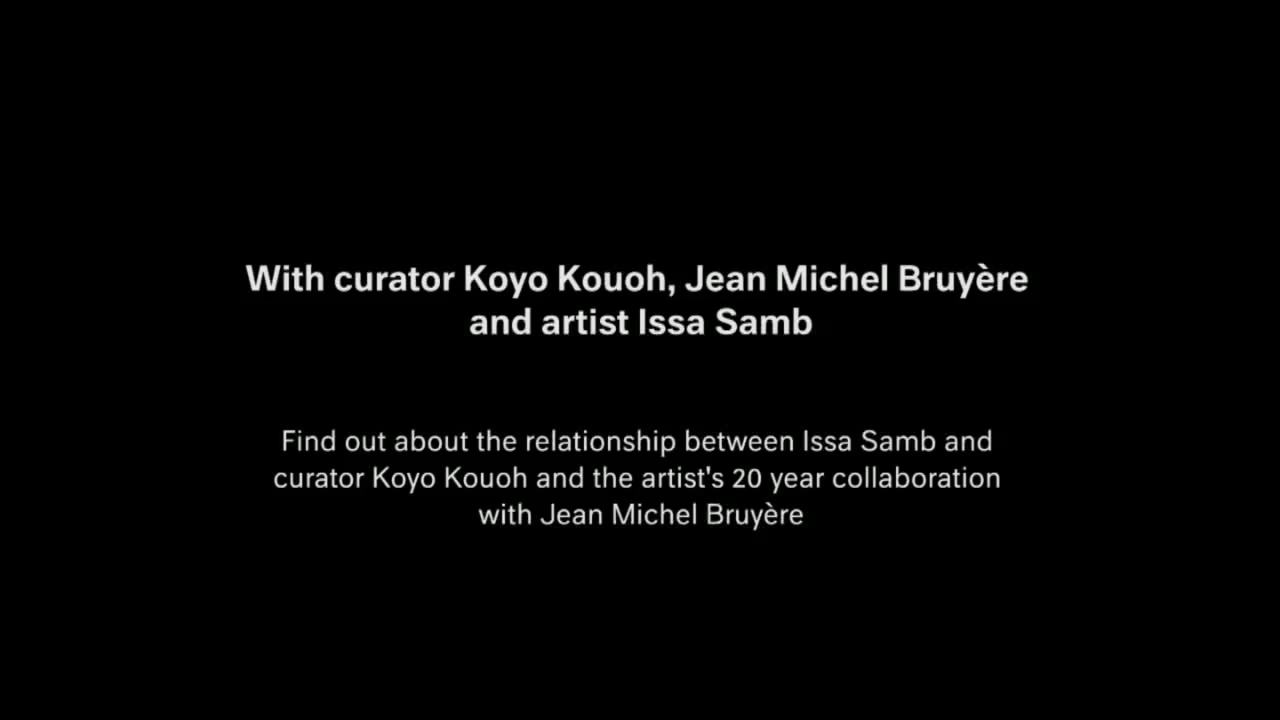 With curator Koyo Kouoh, Jean Michel Bruyère
and artist Issa Samb
Find out about the relationship between Issa Samb and
curator Koyo Kouoh and the artist's 20 year collaboration
with Jean Michel Bruyère